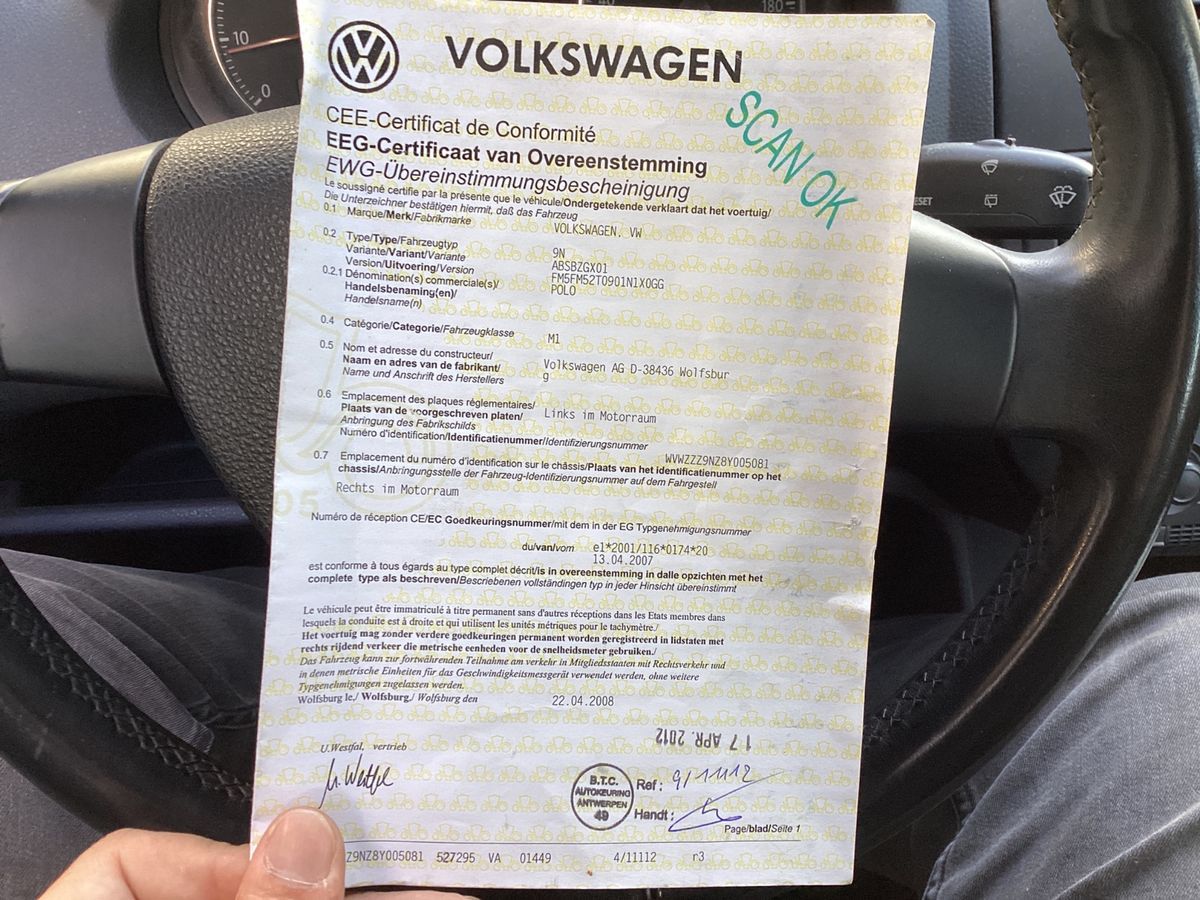 180
10
0
VW
VOLKSWAGEN
SCAN OK
CEE-Certificat de Conformité
EEG-Certificaat van Overeenstemming
EWG-Übereinstimmungsbescheinigung
Le soussigné certifie par la présente que le véhicule/Ondergetekende verklaart dat het voertuig/
Die Unterzeichner bestätigen hiermit, daß das Fahrzeug
0.1 Marque/Merk/Fabrikmarke VOLKSWAGEN, VW
0.2 Type/Type/Fahrzeugtyp 9N
Variante/Variant/Variante ABSBZGX01
Version/Uitvoering/Version FM5FM52T0901N1X0GG
0.2.1 Dénomination(s) commerciale(s)/ POLO
Handelsbenaming(en)/
Handelsname(n)
0.4 Catégorie/Categorie/Fahrzeugklasse M1
0.5 Nom et adresse du constructeur/
Naam en adres van de fabrikant/ Volkswagen AG D-38436 Wolfsbur
Name und Anschrift des Herstellers g
0.6 Emplacement des plaques réglementaires/
Plaats van de voorgeschreven platen/ Links im Motorraum
Anbringung des Fabrikschilds
Numéro d'identification/Identificatienummer/Identifizierungsnummer
WVWZZZ9NZ8Y005081
0.7 Emplacement du numéro d'identification sur le châssis/Plaats van het identificatienummer op het
chassis/Anbringungsstelle der Fahrzeug-Identifizierungsnummer auf dem Fahrgestell
Rechts im Motorraum
Numéro de réception CE/EC Goedkeuringsnummer/mit dem in der EG Typgenehmigungsnummer
e1*2001/116*0174*20
du/van/vom 13.04.2007
est conforme à tous égards au type complet décrit/is in overeenstemming in dalle opzichten met het
complete type als beschreven/Bescriebenen vollständingen typ in jeder Hinsicht übereinstimmt
Le véhicule peut être immatriculé à titre permanent sans d'autres réceptions dans les Etats membres dans
lesquels la conduite est à droite et qui utilisent les unités métriques pour le tachymètre./
Het voertuig mag zonder verdere goedkeuringen permanent worden geregistreerd in lidstaten met
rechts rijdend verkeer die metrische eenheden voor de snelheidsmeter gebruiken./
Das Fahrzeug kann zur fortwährenden Teilnahme am verkehr in Mitgliedsstaaten mit Rechtsverkehr und
in denen metrische Einheiten für das Geschwindigkeitsmessgerät verwendet werden, ohne weitere
Typgenehmigungen zugelassen werden.
Wolfsburg le,/ Wolfsburg,/ Wolfsburg den 22.04.2008
17 APR. 2012
U.Westfal, vertrieb
B.T.C.
AUTOKEURING
ANTWERPEN
49
Ref: 9/11112
Handt:
Page/blad/Seite 1
Z9NZ8Y005081 527295 VA 01449 4/11112 r3